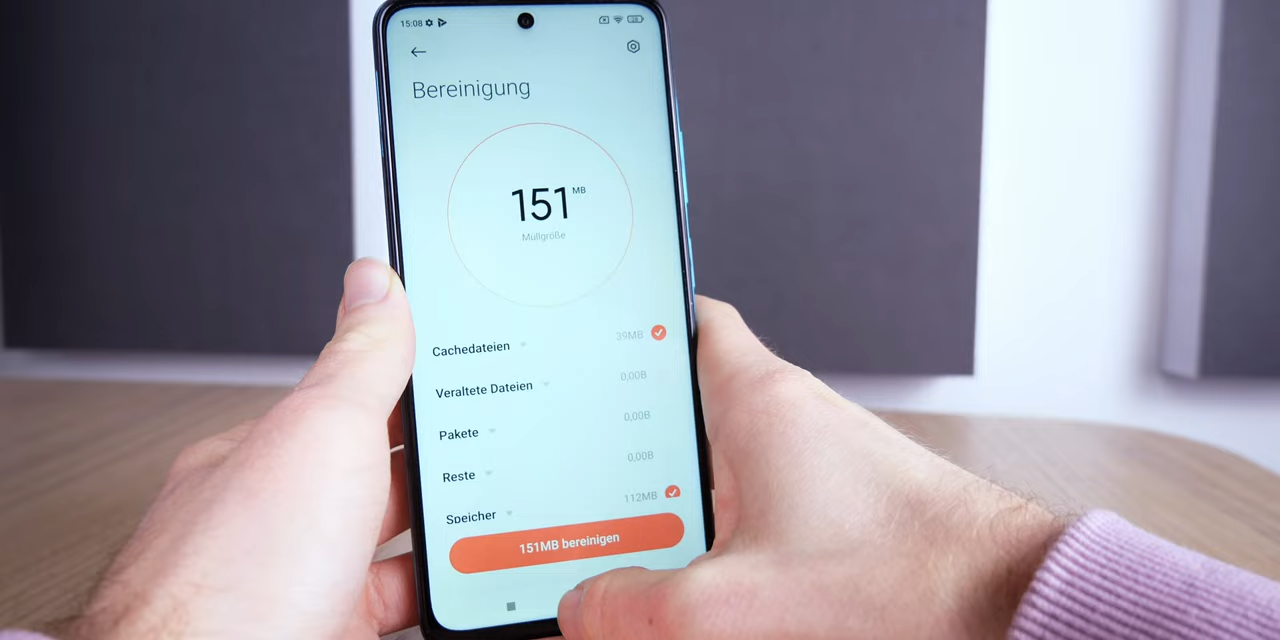 15:08
Bereinigung
151 MB
Müllgröße
Cachedateien 39MB
Veraltete Dateien 0,00B
Pakete 0,00B
Reste 0,00B
Speicher 112MB
151MB bereinigen